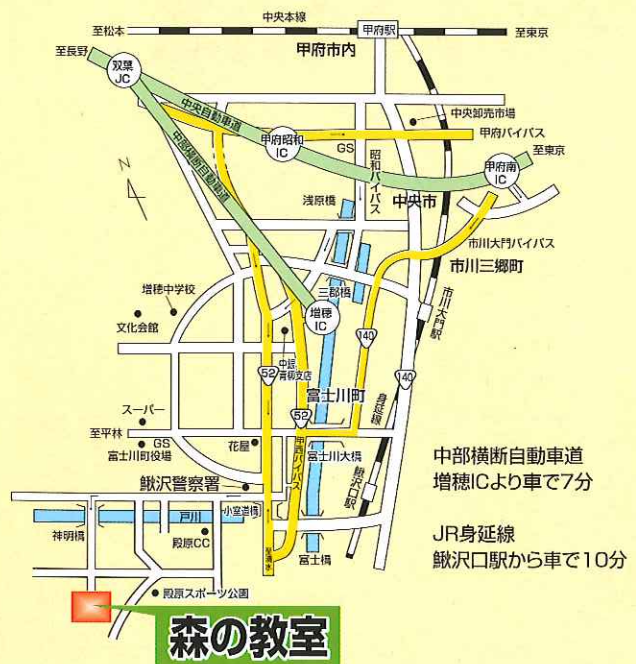 中央本線
至松本
甲府駅
至東京
甲府市内
至長野
双葉
JC
中央自動車道
中央卸売市場
甲府昭和
IC
GS
甲府バイパス
至東京
甲府南
IC
N
中部横断自動車道
昭和バイパス
中央市
浅原橋
市川大門バイパス
市川三郷町
増穂中学校
文化会館
三郡橋
増穂
IC
市川大門駅
140
中銀
青柳支店
52
富士川町
140
身延線
スーパー
至平林
GS
富士川町役場
花屋
52
甲西バイパス
富士川大橋
鰍沢口駅
鰍沢警察署
戸川
小室道橋
神明橋
殿原CC
至清水
富士橋
殿原スポーツ公園
森の教室
中部横断自動車道
増穂ICより車で7分
JR身延線
鰍沢口駅から車で10分